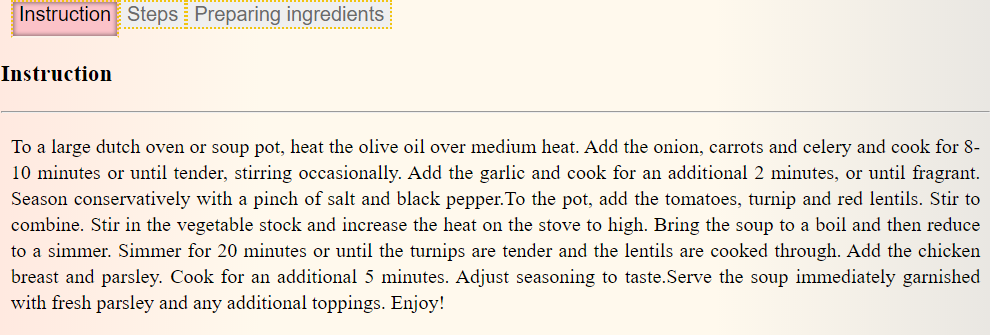 Instruction Steps Preparing ingredients
Instruction
To a large dutch oven or soup pot, heat the olive oil over medium heat. Add the onion, carrots and celery and cook for 8-
10 minutes or until tender, stirring occasionally. Add the garlic and cook for an additional 2 minutes, or until fragrant.
Season conservatively with a pinch of salt and black pepper.To the pot, add the tomatoes, turnip and red lentils. Stir to
combine. Stir in the vegetable stock and increase the heat on the stove to high. Bring the soup to a boil and then reduce
to a simmer. Simmer for 20 minutes or until the turnips are tender and the lentils are cooked through. Add the chicken
breast and parsley. Cook for an additional 5 minutes. Adjust seasoning to taste.Serve the soup immediately garnished
with fresh parsley and any additional toppings. Enjoy!